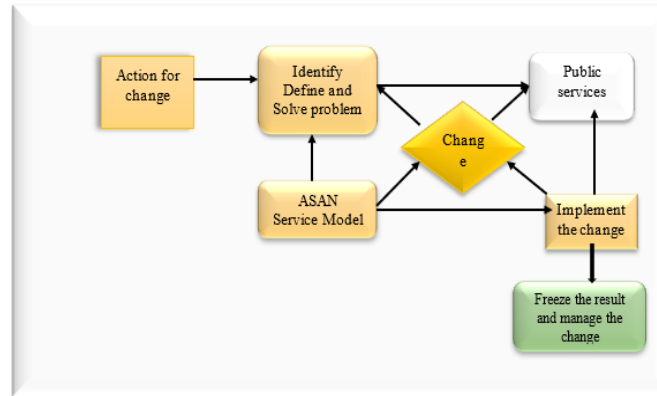 Action for
change
Identify
Define and
Solve problem
Public
services
Chang
e
ASAN
Service Model
Implement
the change
Freeze the result
and manage the
change